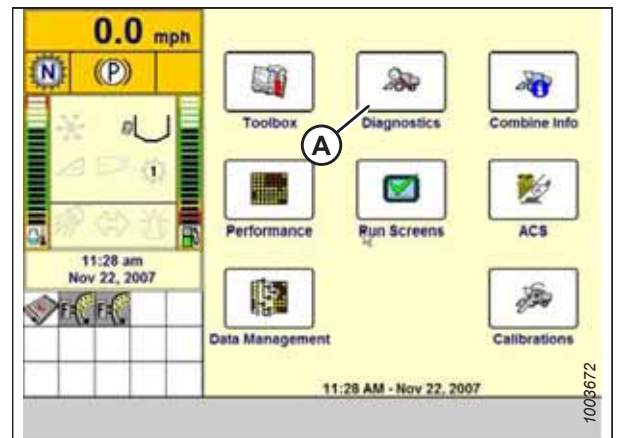 0.0 mph
N
P
1
11:28 am
Nov 22, 2007
F=
F=
Toolbox
Diagnostics
Combine Info
A
Performance
Run Screens
ACS
Data Management
Calibrations
11:28 AM - Nov 22, 2007
1003672